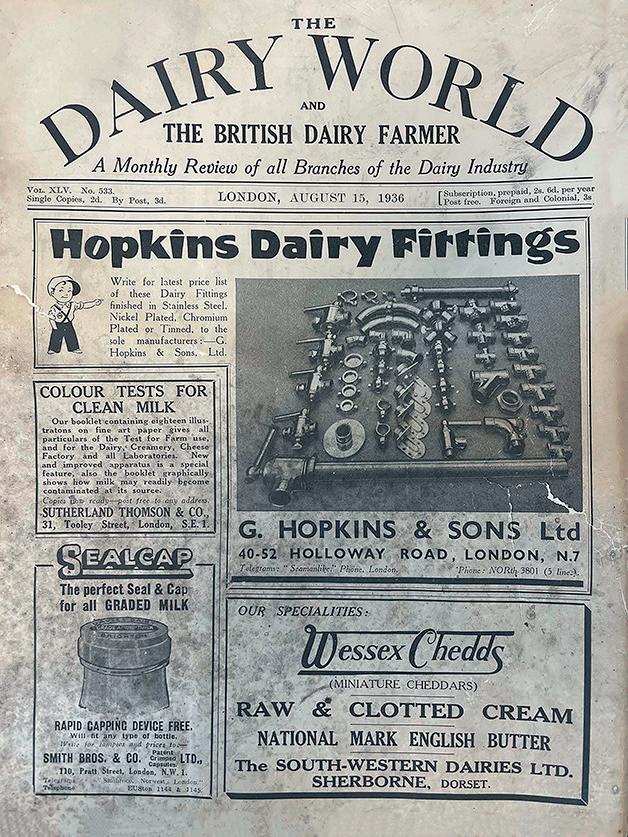 THE
DAIRY WORLD
AND
THE BRITISH DAIRY FARMER
A Monthly Review of all Branches of the Dairy Industry
VOL. XLV. No. 533.
Single Copies, 2d. By Post, 3d.
LONDON, AUGUST 15, 1936
Subscription, prepaid, 2s. 6d. per year
Post free. Foreign and Colonial, 3s
Hopkins Dairy Fittings
Write for latest price list
of these Dairy Fittings
finished in Stainless Steel,
Nickel Plated, Chromium
Plated or Tinned, to the
sole manufacturers :—G.
Hopkins & Sons, Ltd.
G. HOPKINS & SONS Ltd
40-52 HOLLOWAY ROAD, LONDON, N.7
Telegrams: "Seamanlike," Phone, London.
'Phone: NORth 3801 (5 lines).
COLOUR TESTS FOR
CLEAN MILK
Our booklet containing eighteen illus-
tratons on fine art paper gives all
particulars of the Test for Farm use,
and for the Dairy, Creamery, Cheese
Factory and all Laboratories. New
and improved apparatus is a special
feature, also the booklet graphically
shows how milk may readily become
contaminated at its source.
Copies now ready—post free to any address.
SUTHERLAND THOMSON & CO.,
31, Tooley Street, London, S.E.1.
SEALCAP
The perfect Seal & Cap
for all GRADED MILK
BRIGHTON
RAPID CAPPING DEVICE FREE.
Will fit any type of bottle.
Write for samples and prices to:—
SMITH BROS. & CO. Patent Crimped Capsules LTD.,
110, Pratt Street, London, N.W.1.
Telegrams London."
Telephone EUSton 1144 & 1145.
OUR SPECIALITIES:
Wessex Chedds
(MINIATURE CHEDDARS)
RAW & CLOTTED CREAM
NATIONAL MARK ENGLISH BUTTER
The SOUTH-WESTERN DAIRIES LTD.
SHERBORNE, DORSET.